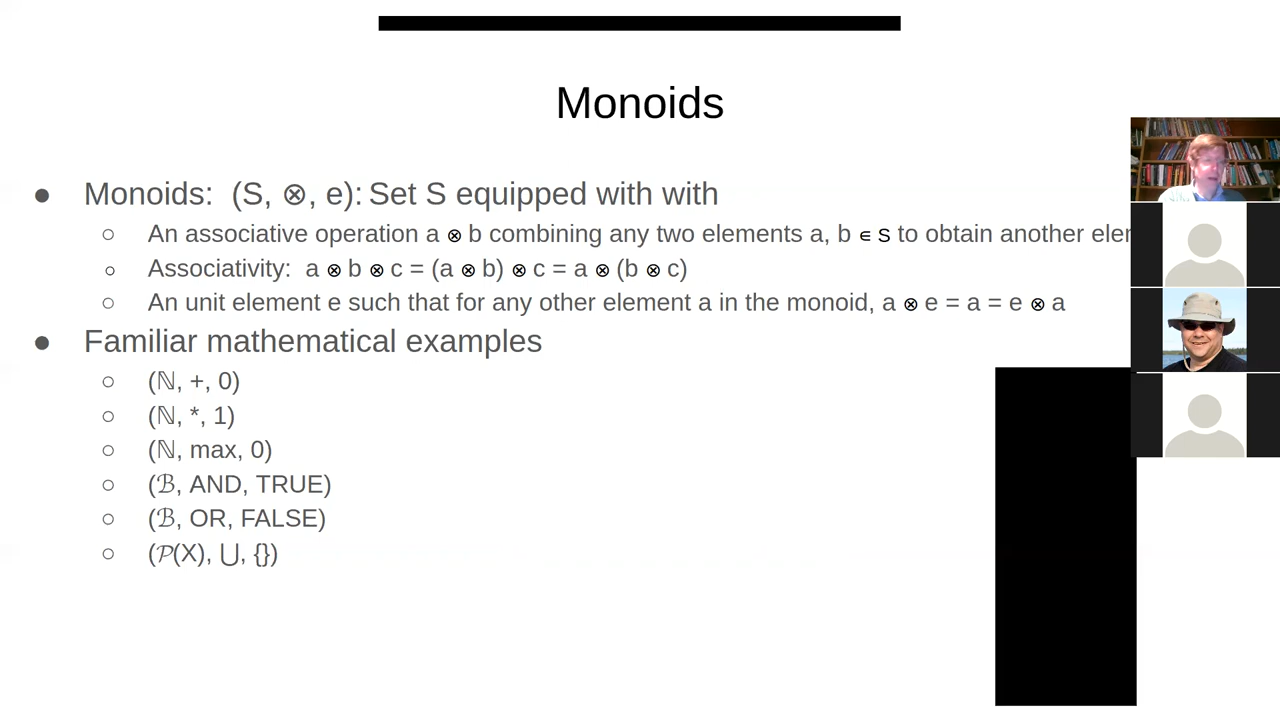 Monoids
Monoids: (S, ⊗, e): Set S equipped with with
An associative operation a ⊗ b combining any two elements a, b ∈ S to obtain another
Associativity: a ⊗ b ⊗ c = (a ⊗ b) ⊗ c = a ⊗ (b ⊗ c)
An unit element e such that for any other element a in the monoid, a ⊗ e = a = e ⊗ a
Familiar mathematical examples
(ℕ, +, 0)
(ℕ, *, 1)
(ℕ, max, 0)
(ℬ, AND, TRUE)
(ℬ, OR, FALSE)
(𝒫(X), ⋃, {})